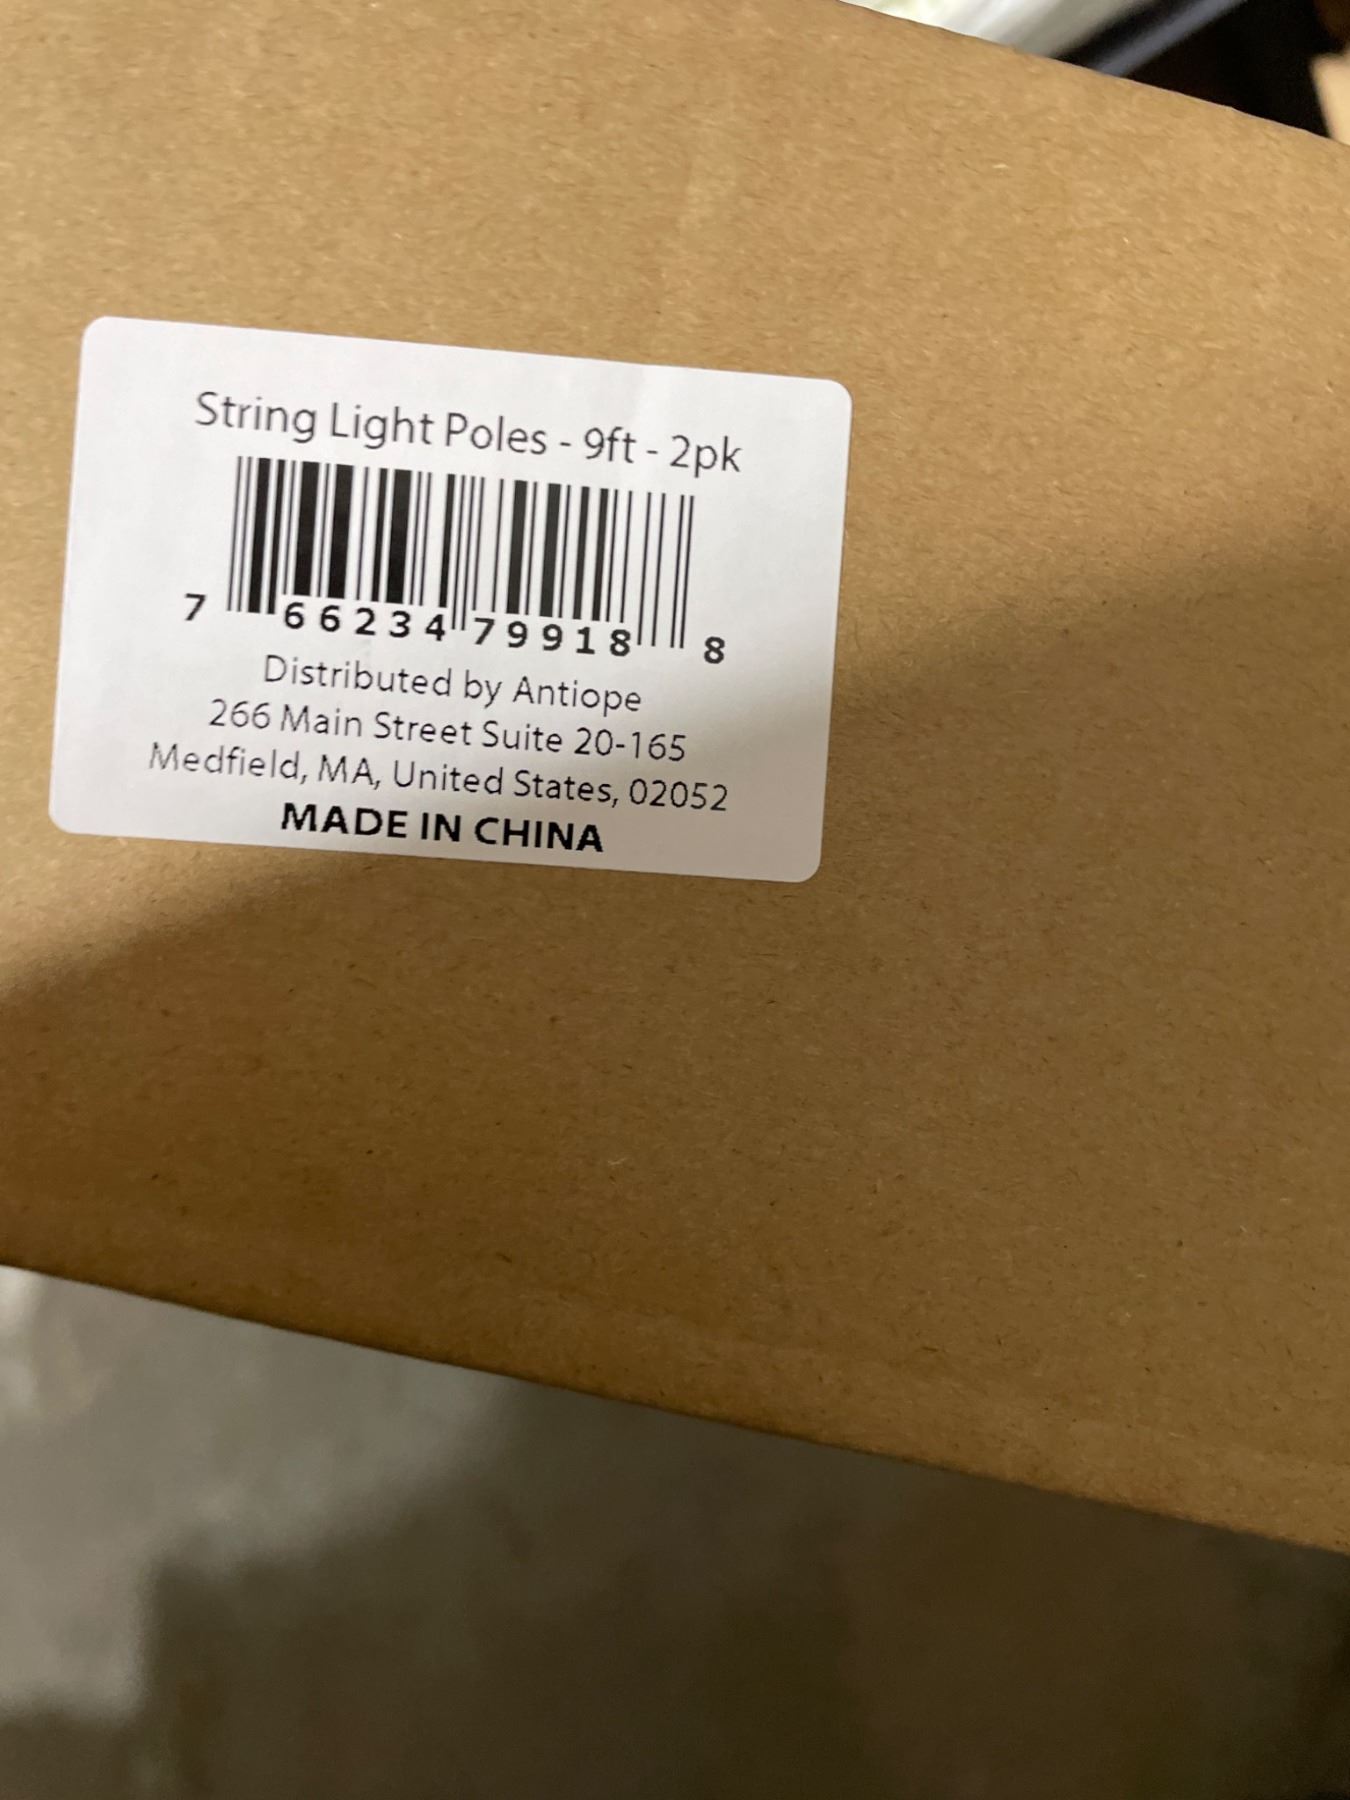 String Light Poles - 9ft - 2pk
7 66234 79918 8
Distributed by Antiope
266 Main Street Suite 20-165
Medfield, MA, United States, 02052
MADE IN CHINA